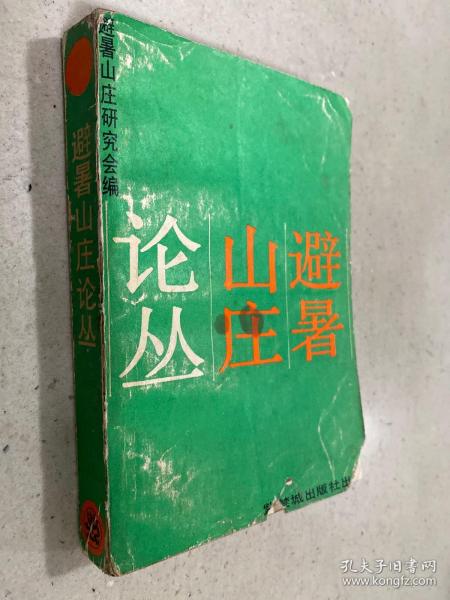 避暑山庄研究会编
避暑山庄论丛
避暑
山庄
论丛
禁城出版社出
孔夫子旧书网
www.kongfz.com